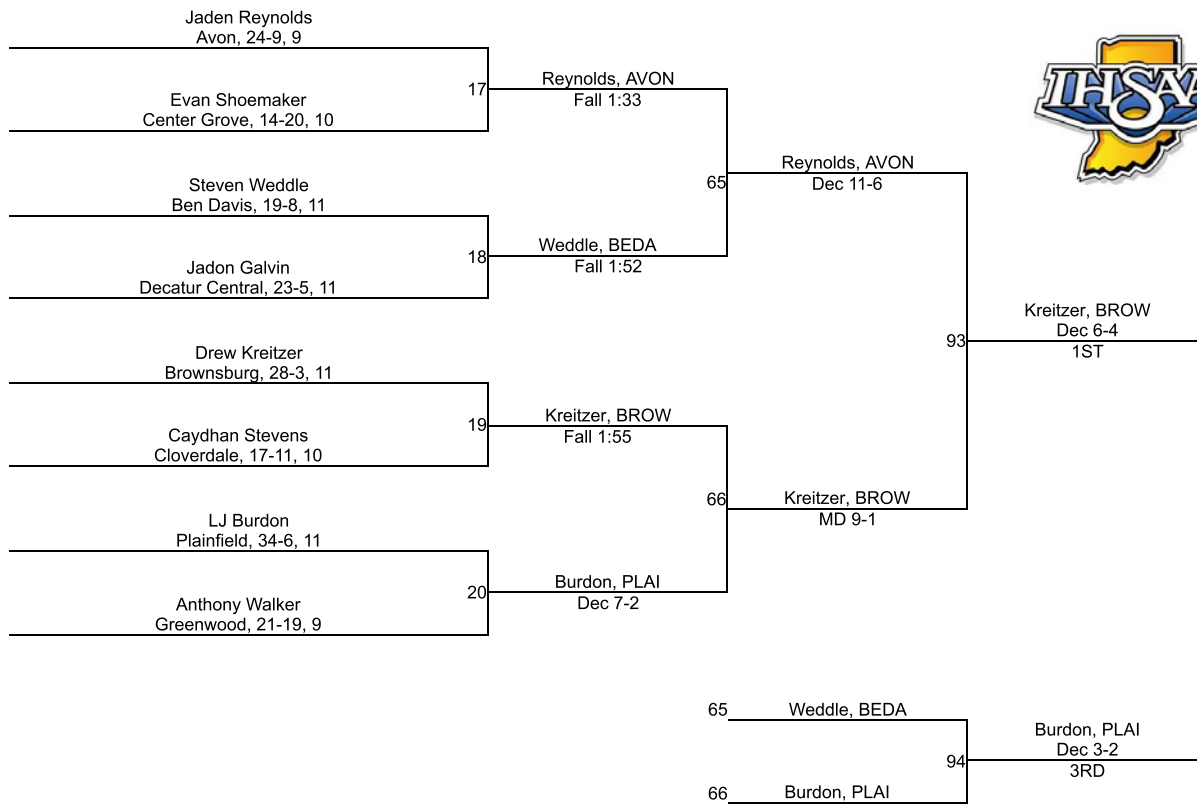 Jaden Reynolds
Avon, 24-9, 9
17
Reynolds, AVON
Fall 1:33
Evan Shoemaker
Center Grove, 14-20, 10
IHSAA
65
Reynolds, AVON
Dec 11-6
Steven Weddle
Ben Davis, 19-8, 11
18
Weddle, BEDA
Fall 1:52
Jadon Galvin
Decatur Central, 23-5, 11
93
Kreitzer, BROW
Dec 6-4
1ST
Drew Kreitzer
Brownsburg, 28-3, 11
19
Kreitzer, BROW
Fall 1:55
Caydhan Stevens
Cloverdale, 17-11, 10
66
Kreitzer, BROW
MD 9-1
LJ Burdon
Plainfield, 34-6, 11
20
Burdon, PLAI
Dec 7-2
Anthony Walker
Greenwood, 21-19, 9
65
Weddle, BEDA
94
Burdon, PLAI
Dec 3-2
3RD
66
Burdon, PLAI